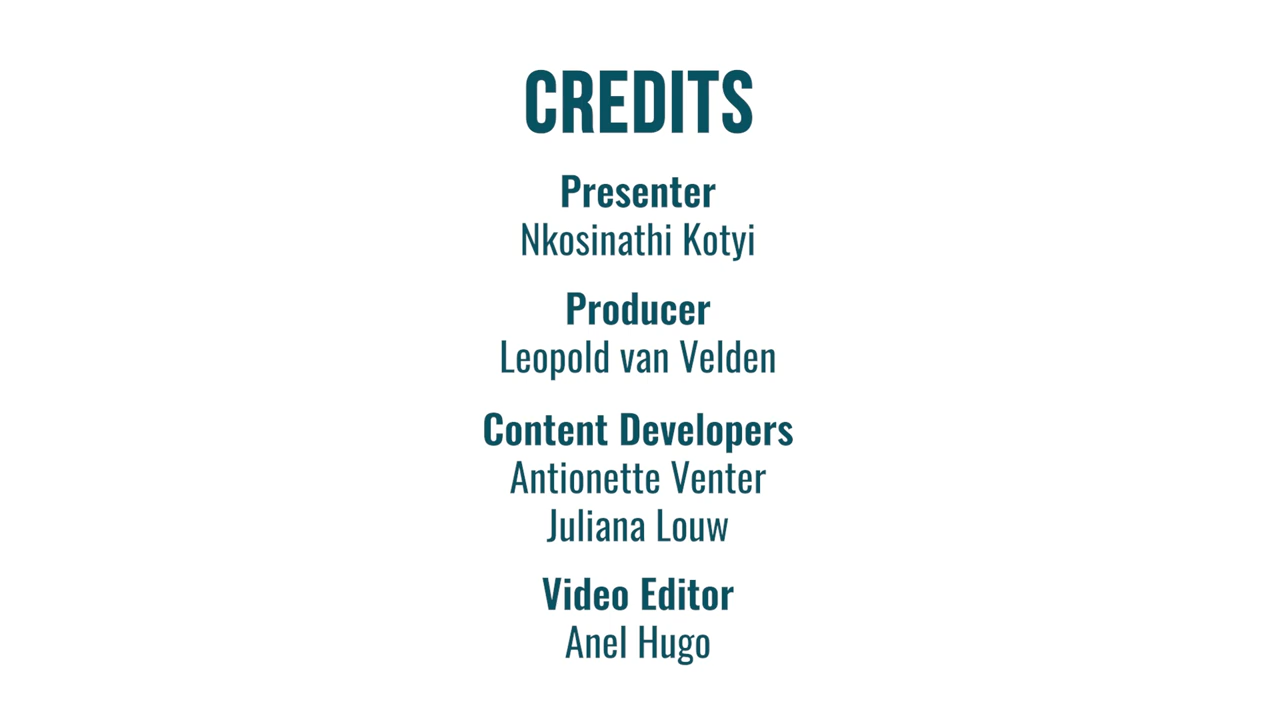 CREDITS
Presenter
Nkosinathi Kotyi
Producer
Leopold van Velden
Content Developers
Antionette Venter
Juliana Louw
Video Editor
Anel Hugo